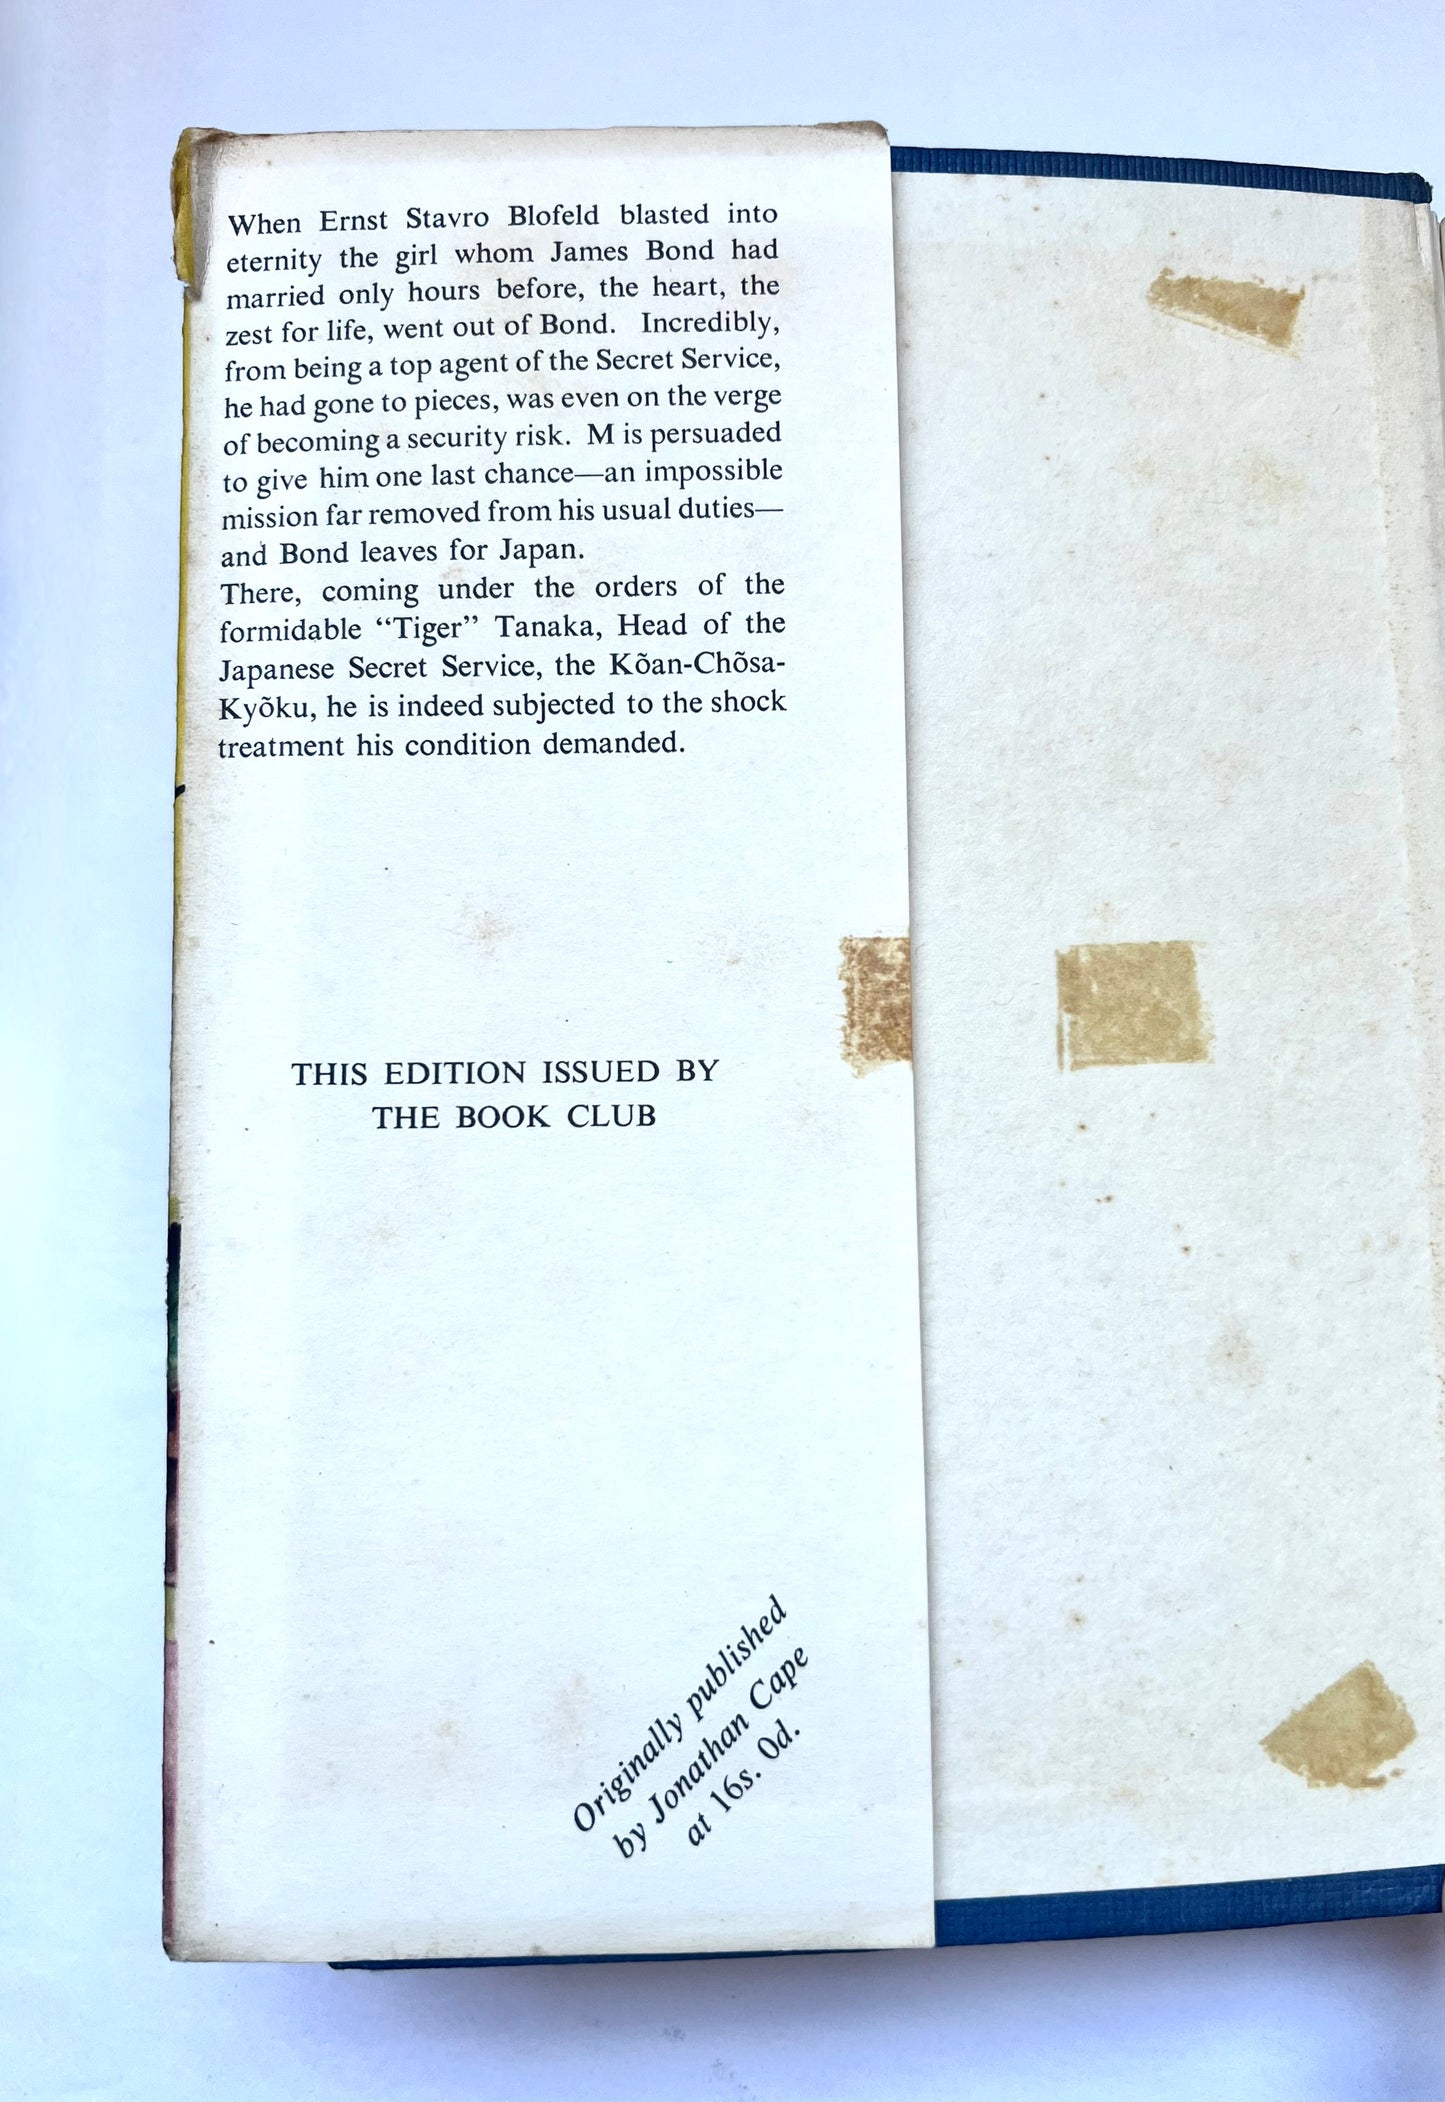 When Ernst Stavro Blofeld blasted into
eternity the girl whom James Bond had
married only hours before, the heart, the
zest for life, went out of Bond. Incredibly,
from being a top agent of the Secret Service,
he had gone to pieces, was even on the verge
of becoming a security risk. M is persuaded
to give him one last chance—an impossible
mission far removed from his usual duties—
and Bond leaves for Japan.
There, coming under the orders of the
formidable “Tiger” Tanaka, Head of the
Japanese Secret Service, the Kõan-Chõsa-
Kyõku, he is indeed subjected to the shock
treatment his condition demanded.
THIS EDITION ISSUED BY
THE BOOK CLUB
Originally published
by Jonathan Cape
at 16s. 0d.